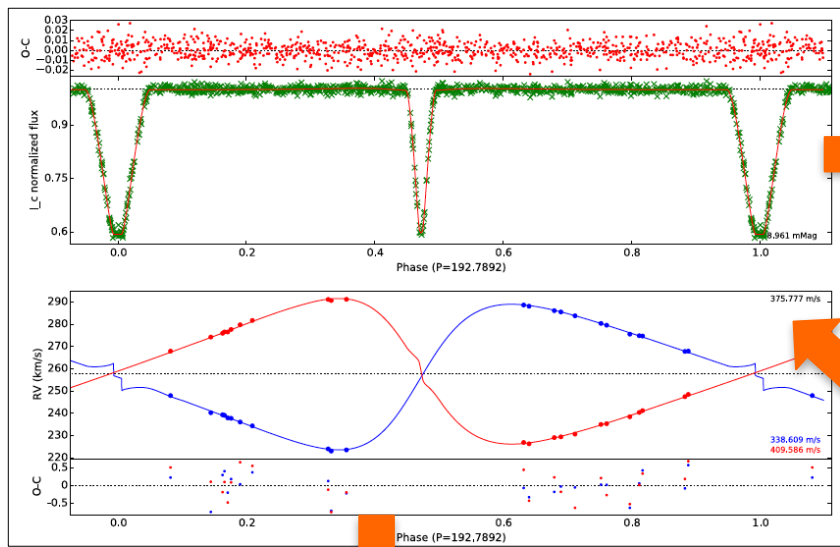 0.03
0.02
0.01
0.00
−0.01
−0.02
O-C
0.9
0.75
0.6
I_c normalized flux
8.961 mMag
0.0 0.2 0.4 0.6 0.8 1.0
Phase (P=192.7892)
290
280
270
260
250
240
230
220
RV (km/s)
375.777 m/s
338,609 m/s
409,586 m/s
0.5
0
-0.5
O-C
0.0 0.2 0.4 0.6 0.8 1.0
Phase (P=192.7892)